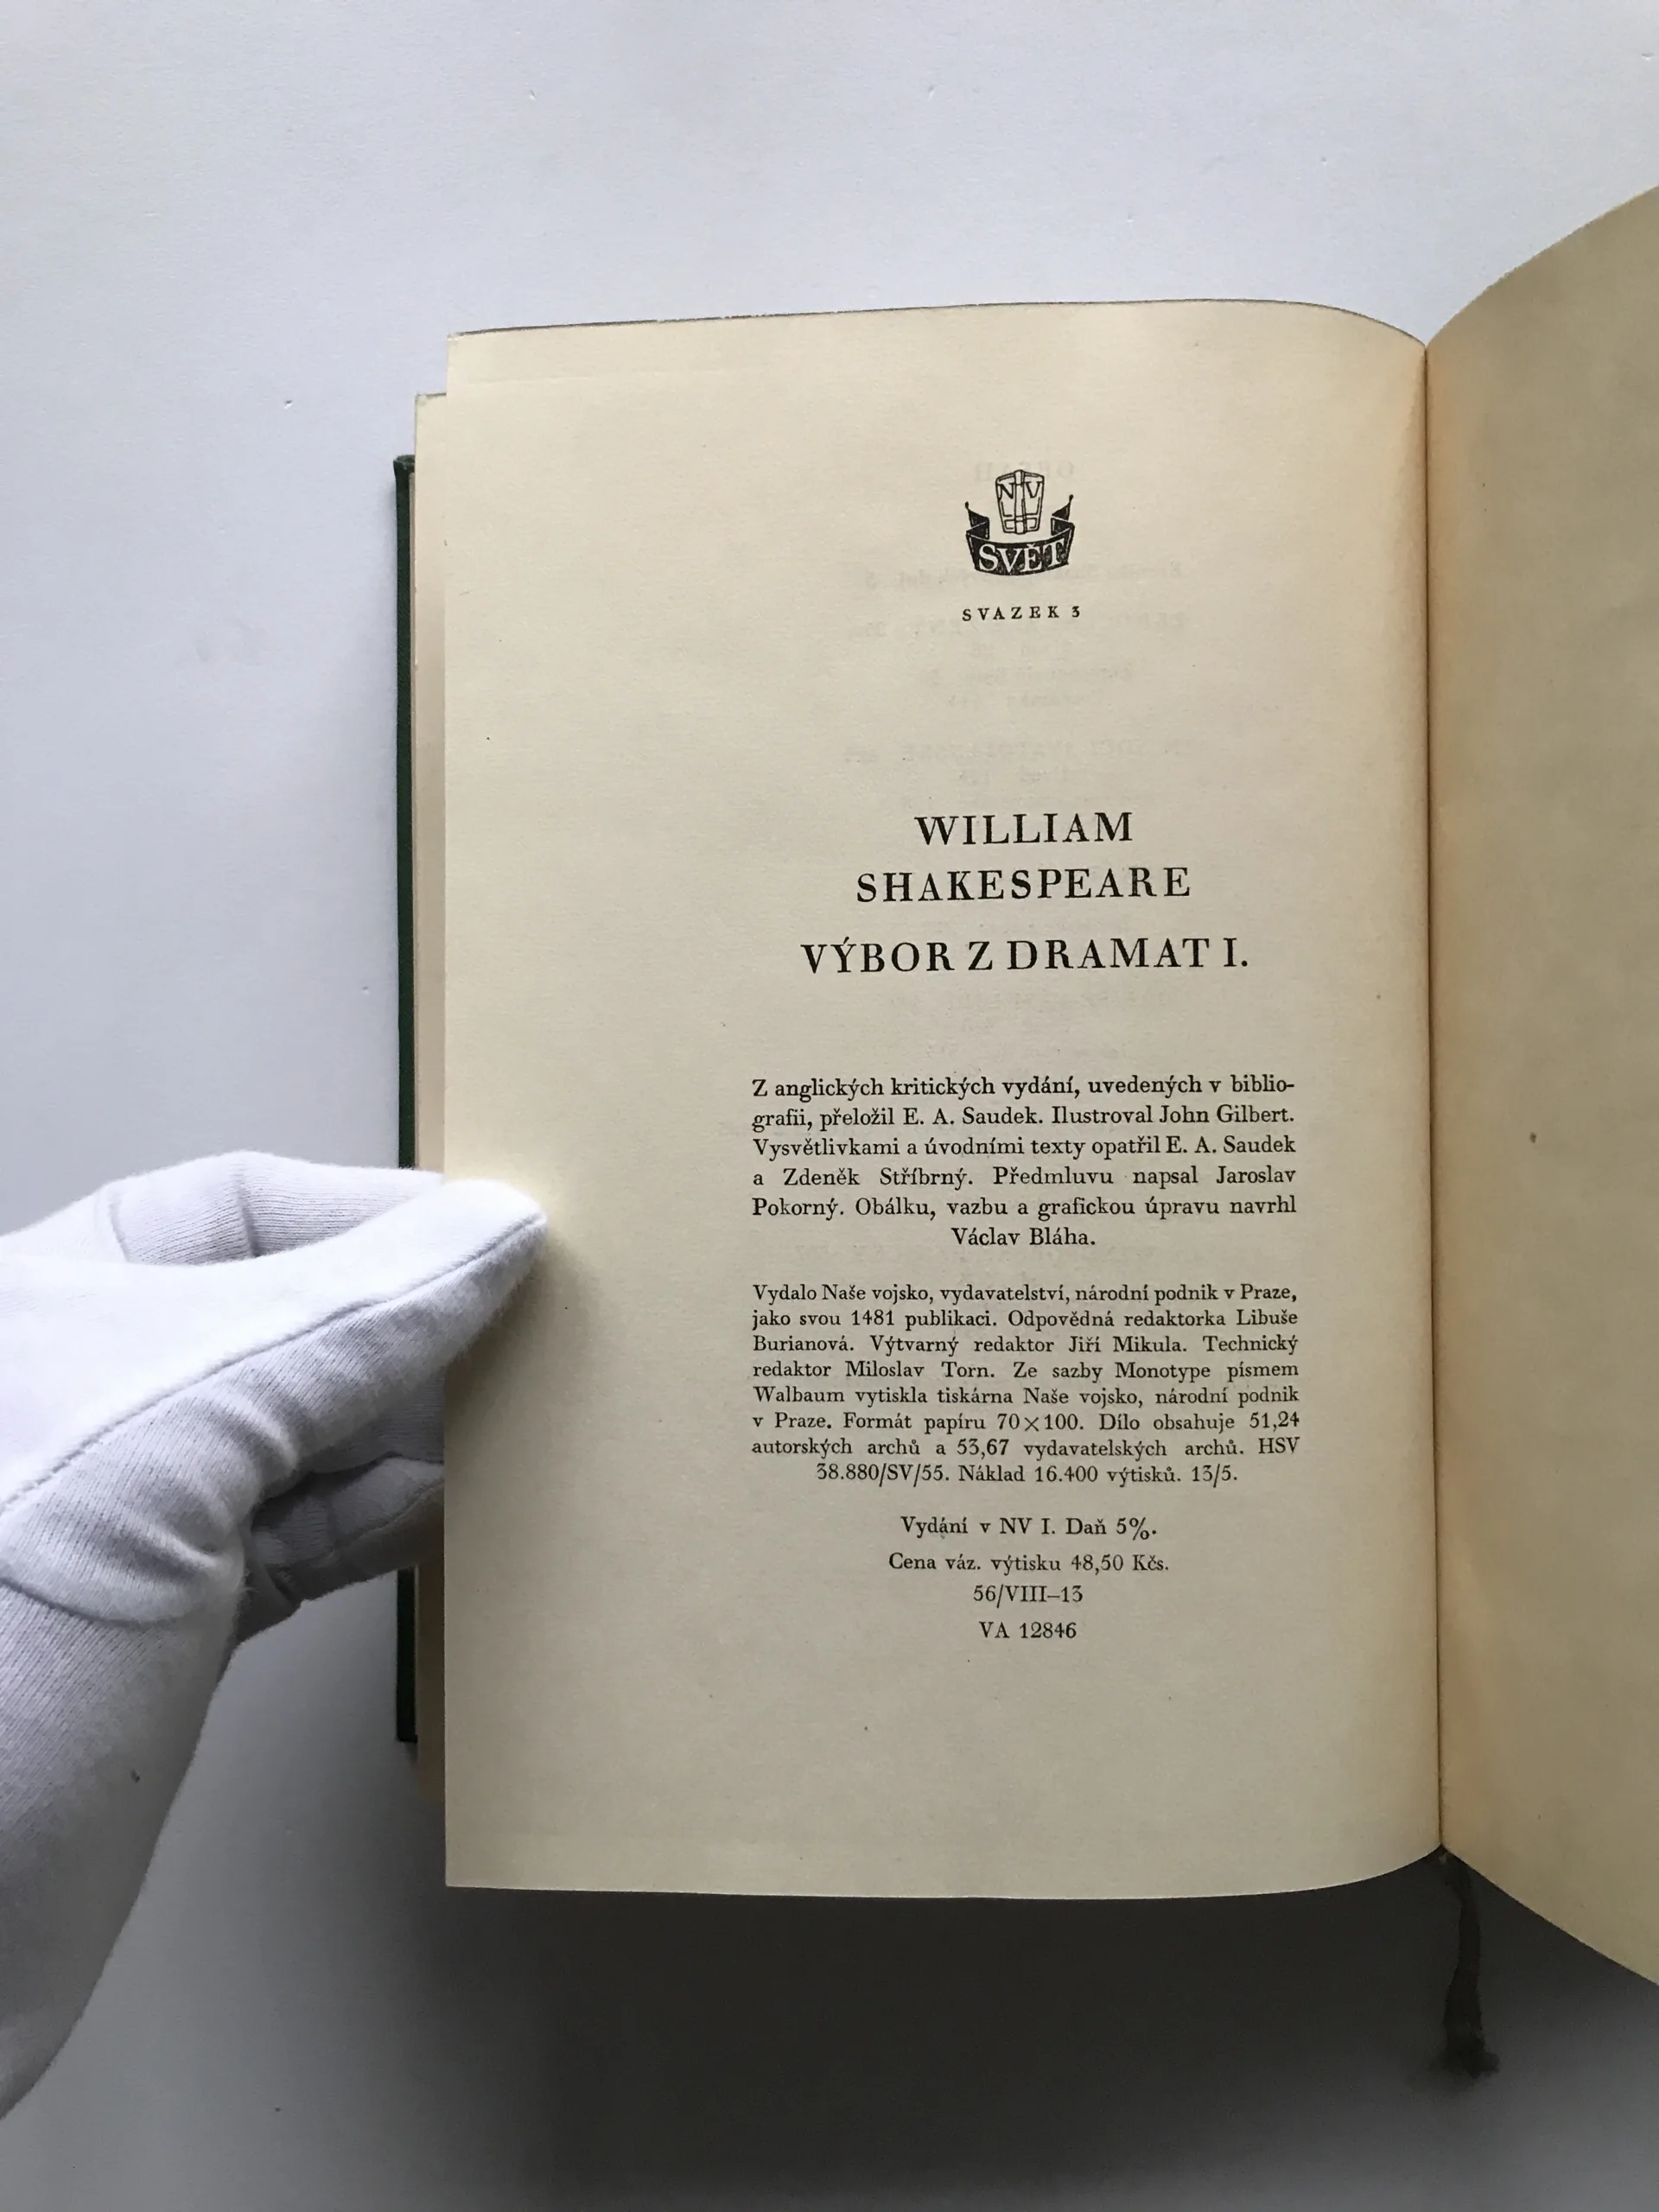 NV
SVĚT
SVAZEK 3
WILLIAM
SHAKESPEARE
VÝBOR Z DRAMAT I.
Z anglických kritických vydání, uvedených v biblio-
grafii, přeložil E. A. Saudek. Ilustroval John Gilbert.
Vysvětlivkami a úvodními texty opatřil E. A. Saudek
a Zdeněk Stříbrný. Předmluvu napsal Jaroslav
Pokorný. Obálku, vazbu a grafickou úpravu navrhl
Václav Bláha.
Vydalo Naše vojsko, vydavatelství, národní podnik v Praze,
jako svou 1481 publikaci. Odpovědná redaktorka Libuše
Burianová. Výtvarný redaktor Jiří Mikula. Technický
redaktor Miloslav Torn. Ze sazby Monotype písmem
Walbaum vytiskla tiskárna Naše vojsko, národní podnik
v Praze. Formát papíru 70×100. Dílo obsahuje 51,24
autorských archů a 53,67 vydavatelských archů. HSV
38.880/SV/55. Náklad 16.400 výtisků. 13/5.
Vydání v NV I. Daň 5%.
Cena váz. výtisku 48,50 Kčs.
56/VIII–13
VA 12846